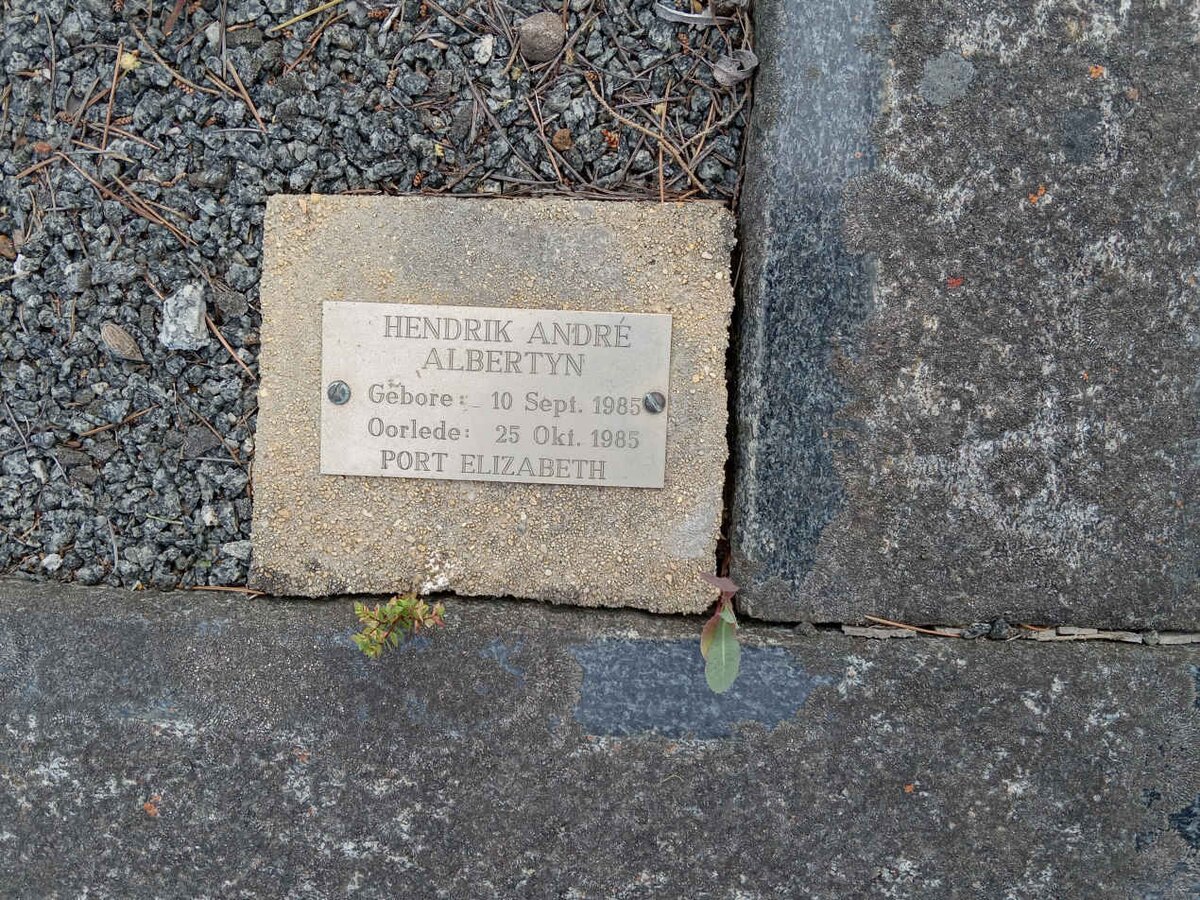 HENDRIK ANDRÉ
ALBERTYN
Gebore: 10 Sept. 1985
Oorlede: 25 Okt. 1985
PORT ELIZABETH